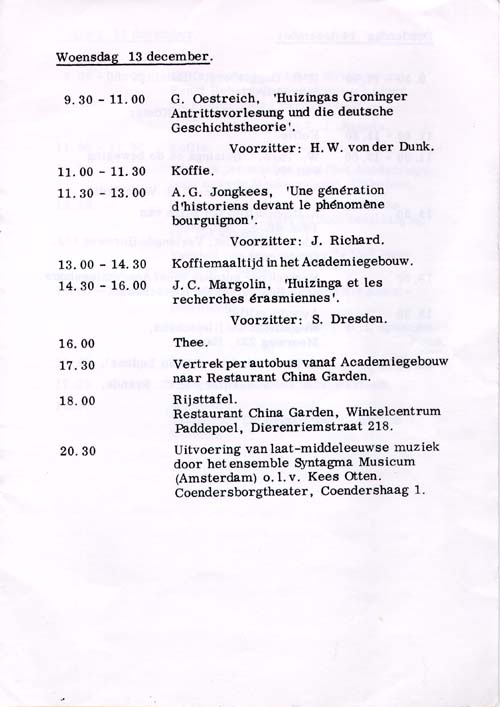 Woensdag 13 december.
9.30 - 11.00 G. Oestreich, 'Huizingas Groninger
Antrittsvorlesung und die deutsche
Geschichtstheorie'.
Voorzitter: H.W. von der Dunk.
11.00 - 11.30 Koffie.
11.30 - 13.00 A.G. Jongkees, 'Une génération
d'historiens devant le phénomène
bourguignon'.
Voorzitter: J. Richard.
13.00 - 14.30 Koffiemaaltijd in het Academiegebouw.
14.30 - 16.00 J.C. Margolin, 'Huizinga et les
recherches érasmiennes'.
Voorzitter: S. Dresden.
16.00 Thee.
17.30 Vertrek per autobus vanaf Academiegebouw
naar Restaurant China Garden.
18.00 Rijsttafel.
Restaurant China Garden, Winkelcentrum
Paddepoel, Dierenriemstraat 218.
20.30 Uitvoering van laat-middeleeuwse muziek
door het ensemble Syntagma Musicum
(Amsterdam) o.l.v. Kees Otten.
Coendersborgtheater, Coendershaag 1.